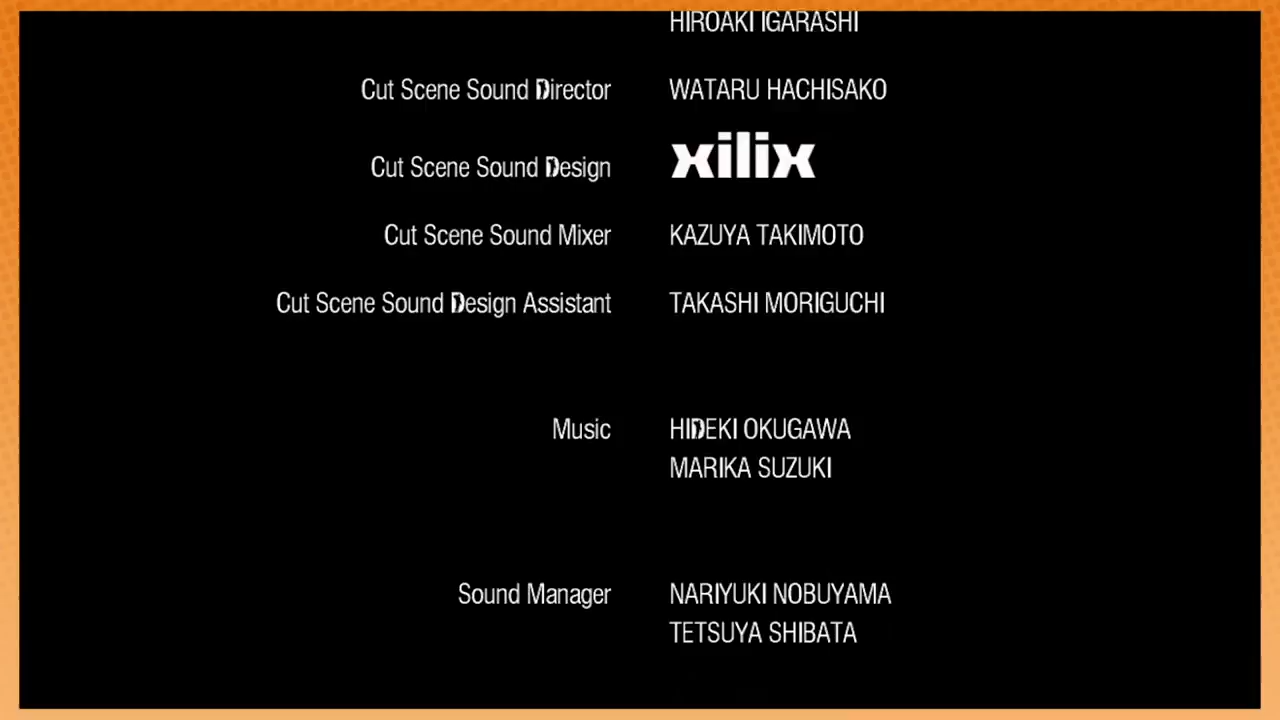 HIROAKI IGARASHI
Cut Scene Sound Director WATARU HACHISAKO
Cut Scene Sound Design xilix
Cut Scene Sound Mixer KAZUYA TAKIMOTO
Cut Scene Sound Design Assistant TAKASHI MORIGUCHI
Music HIDEKI OKUGAWA
MARIKA SUZUKI
Sound Manager NARIYUKI NOBUYAMA
TETSUYA SHIBATA